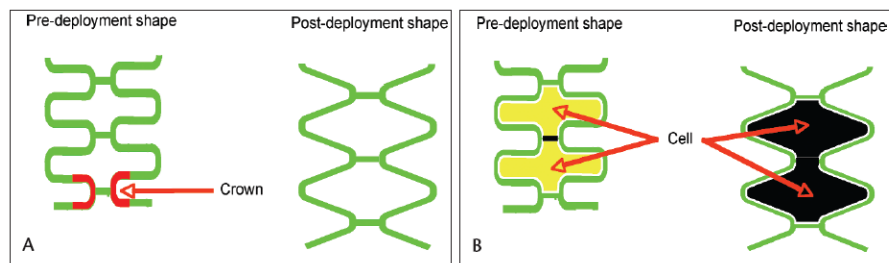 Pre-deployment shape
Post-deployment shape
Crown
A
Pre-deployment shape
Post-deployment shape
Cell
B